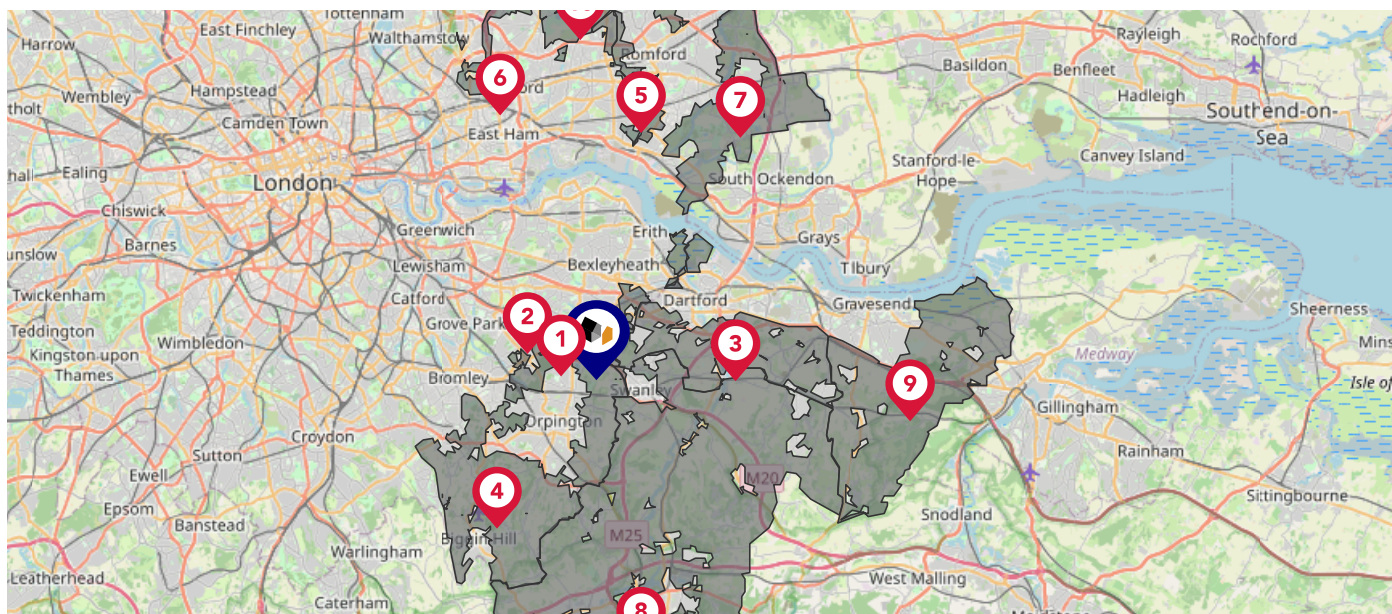 Tottenham
East Finchley
Walthamstow
Harrow
Rayleigh
Rochford
Romford
Basildon
Benfleet
6
5
7
Hampstead
Wembley
Hadleigh
Southend-on-
Sea
Camden Town
East Ham
Canvey Island
Stanford-le-
Hope
Ealing
London
South Ockendon
Chiswick
Barnes
Greenwich
Erith
Grays
Lewisham
Bexleyheath
Tilbury
Twickenham
Catford
Dartford
Gravesend
Sheerness
2
Grove Park
Teddington
Wimbledon
1
3
Kingston upon
Thames
Medway
Bromley
Swanley
9
Isle of
Gillingham
Orpington
Croydon
Sutton
Rainham
Ewell
M20
4
Sittingbourne
Epsom
Snodland
Banstead
Biggin Hill
M25
Warlingham
Leatherhead
West Malling
Caterham
8